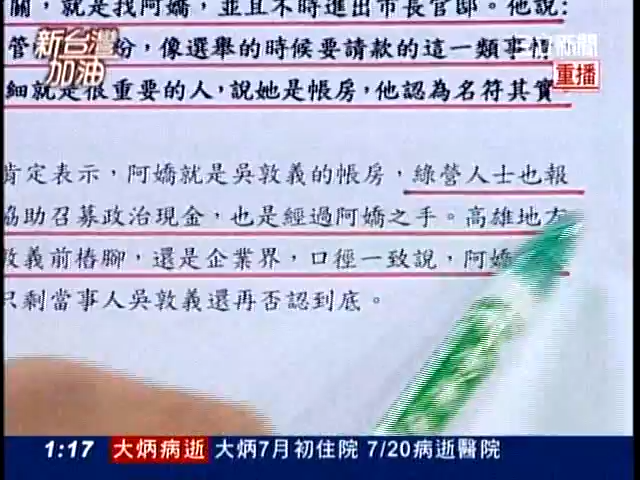 關，就是找阿嬌，並且不時進出市長官邸。他說：
新台灣加油
三立新聞
重播
管 紛，像選舉的時候要請款的這一類事情
細就是很重要的人，說她是帳房，他認為名符其實
肯定表示，阿嬌就是吳敦義的帳房，綠營人士也報
協助召募政治現金，也是經過阿嬌之手。高雄地方
敦義前樁腳，還是企業界，口徑一致說，阿嬌
只剩當事人吳敦義還再否認到底。
1:17 大炳病逝 大炳7月初住院 7/20病逝醫院